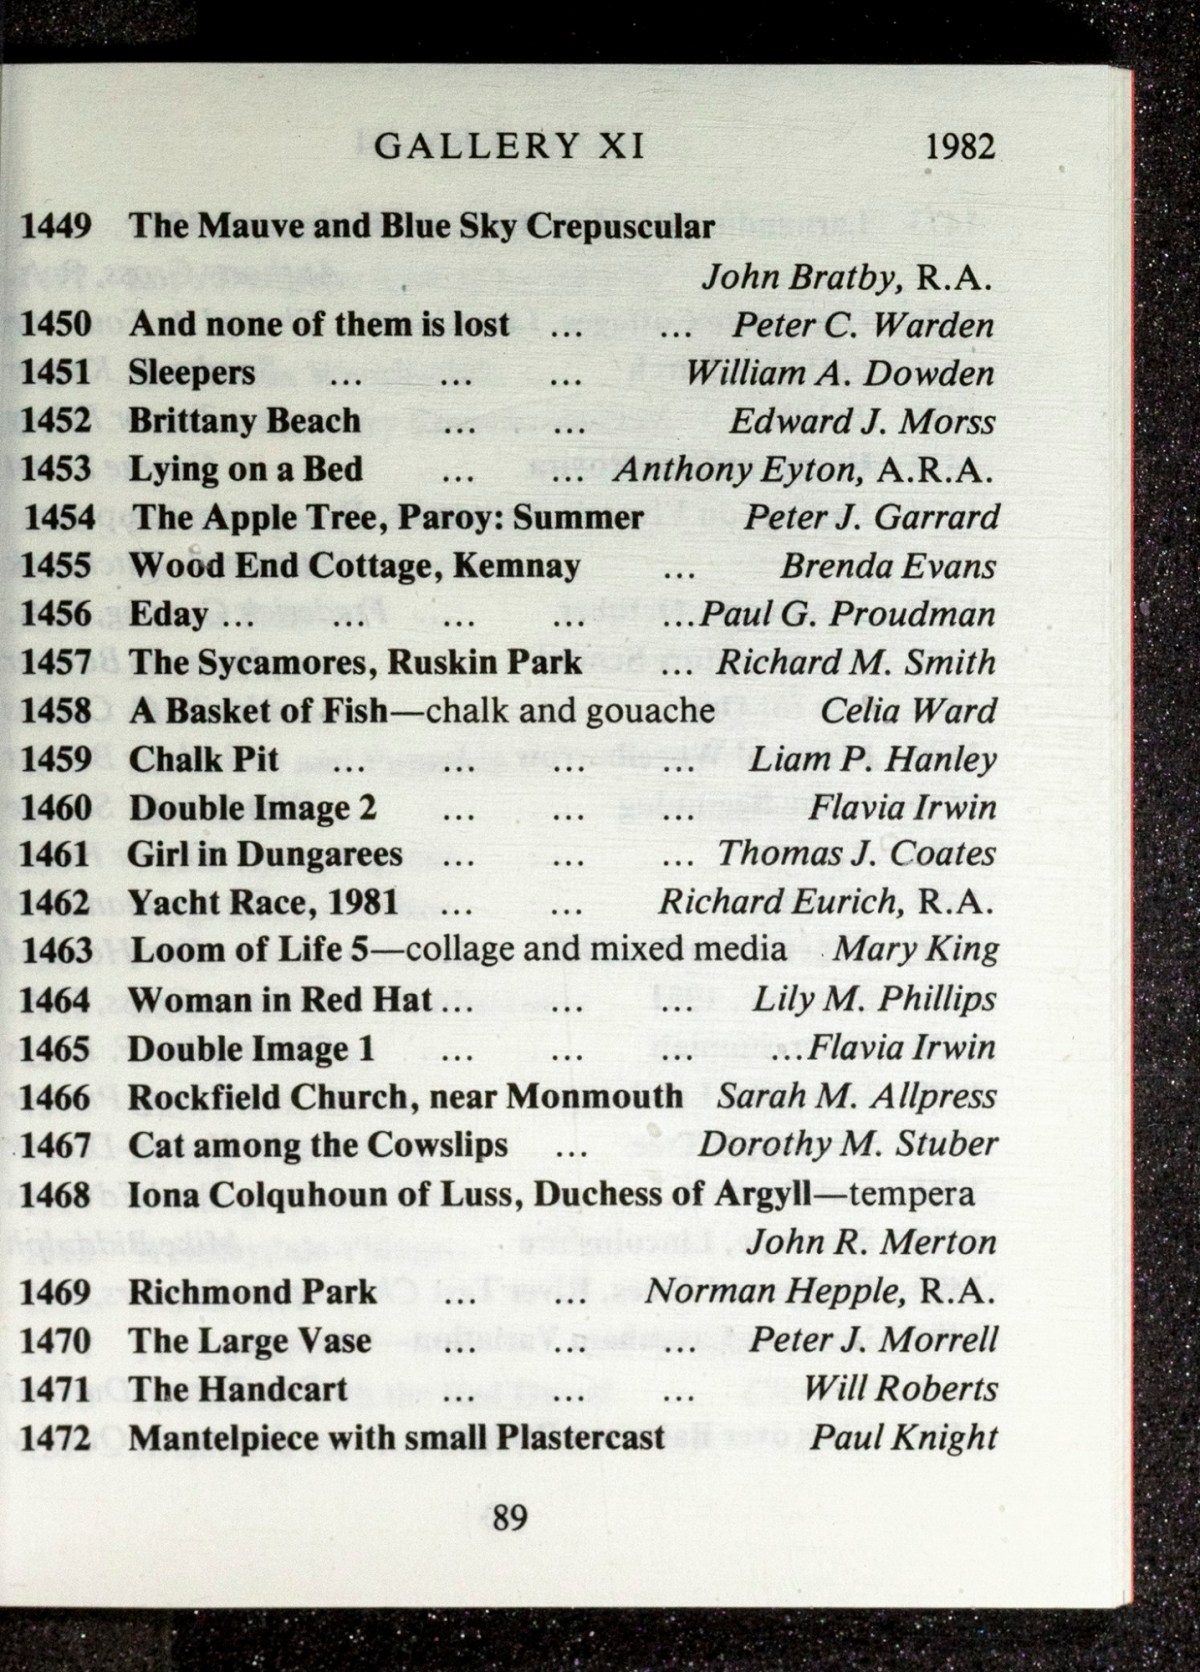 GALLERY XI 1982
1449 The Mauve and Blue Sky Crepuscular
John Bratby, R.A.
1450 And none of them is lost ... ... Peter C. Warden
1451 Sleepers ... ... ... William A. Dowden
1452 Brittany Beach ... ... Edward J. Morss
1453 Lying on a Bed ... ... Anthony Eyton, A.R.A.
1454 The Apple Tree, Paroy: Summer Peter J. Garrard
1455 Wood End Cottage, Kemnay ... Brenda Evans
1456 Eday ... ... ... ... ...Paul G. Proudman
1457 The Sycamores, Ruskin Park ... Richard M. Smith
1458 A Basket of Fish—chalk and gouache Celia Ward
1459 Chalk Pit ... ... ... ... Liam P. Hanley
1460 Double Image 2 ... ... ... Flavia Irwin
1461 Girl in Dungarees ... ... ... Thomas J. Coates
1462 Yacht Race, 1981 ... ... Richard Eurich, R.A.
1463 Loom of Life 5—collage and mixed media Mary King
1464 Woman in Red Hat ... ... ... Lily M. Phillips
1465 Double Image 1 ... ... ... ...Flavia Irwin
1466 Rockfield Church, near Monmouth Sarah M. Allpress
1467 Cat among the Cowslips ... Dorothy M. Stuber
1468 Iona Colquhoun of Luss, Duchess of Argyll—tempera
John R. Merton
1469 Richmond Park ... ... Norman Hepple, R.A.
1470 The Large Vase ... ... ... Peter J. Morrell
1471 The Handcart ... ... ... Will Roberts
1472 Mantelpiece with small Plastercast Paul Knight
89